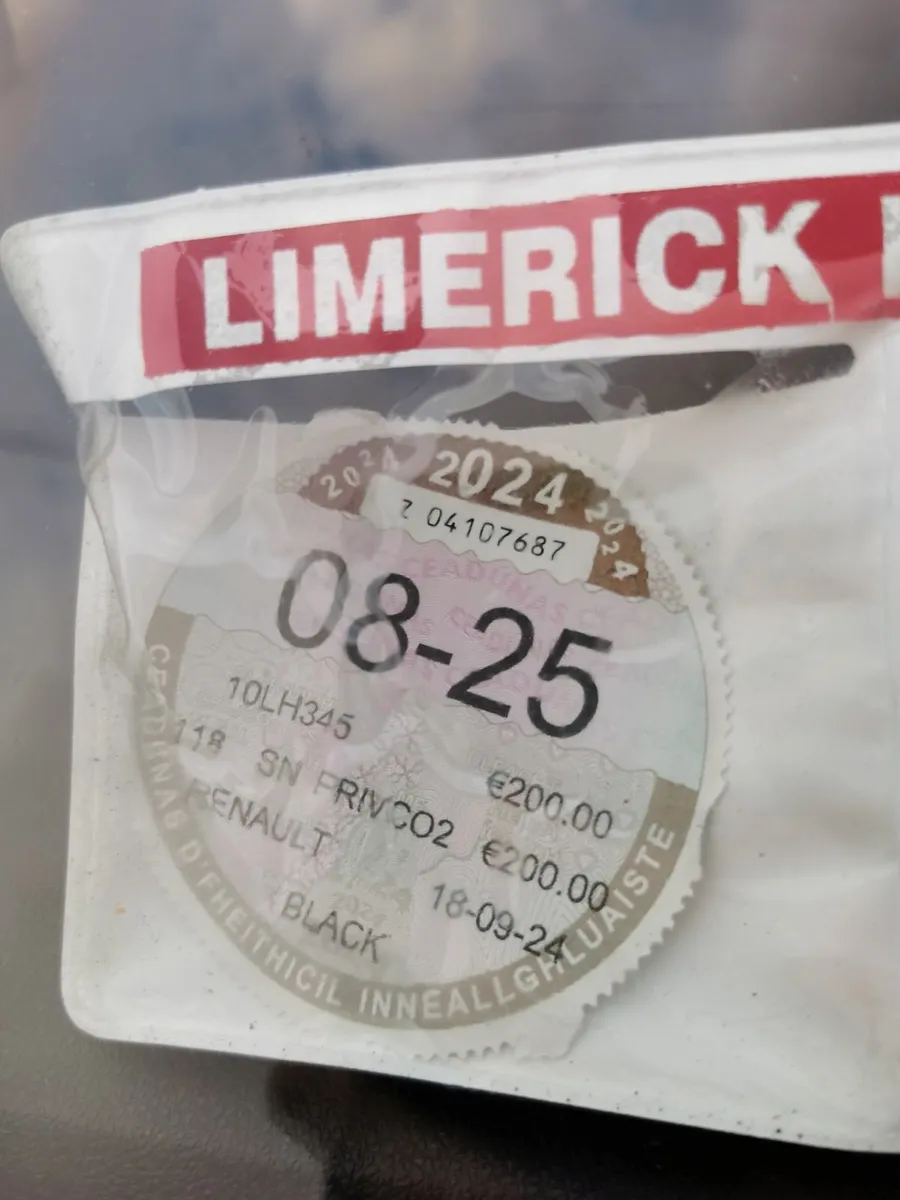 LIMERICK
2024 2024 2024
Z 04107687
08-25
10LH345
118 SN PRIVCO2 €200.00
RENAULT €200.00
BLACK 18-09-24
CEADÚNAS D'FHEITHICIL INNEALLGHLUAISTE